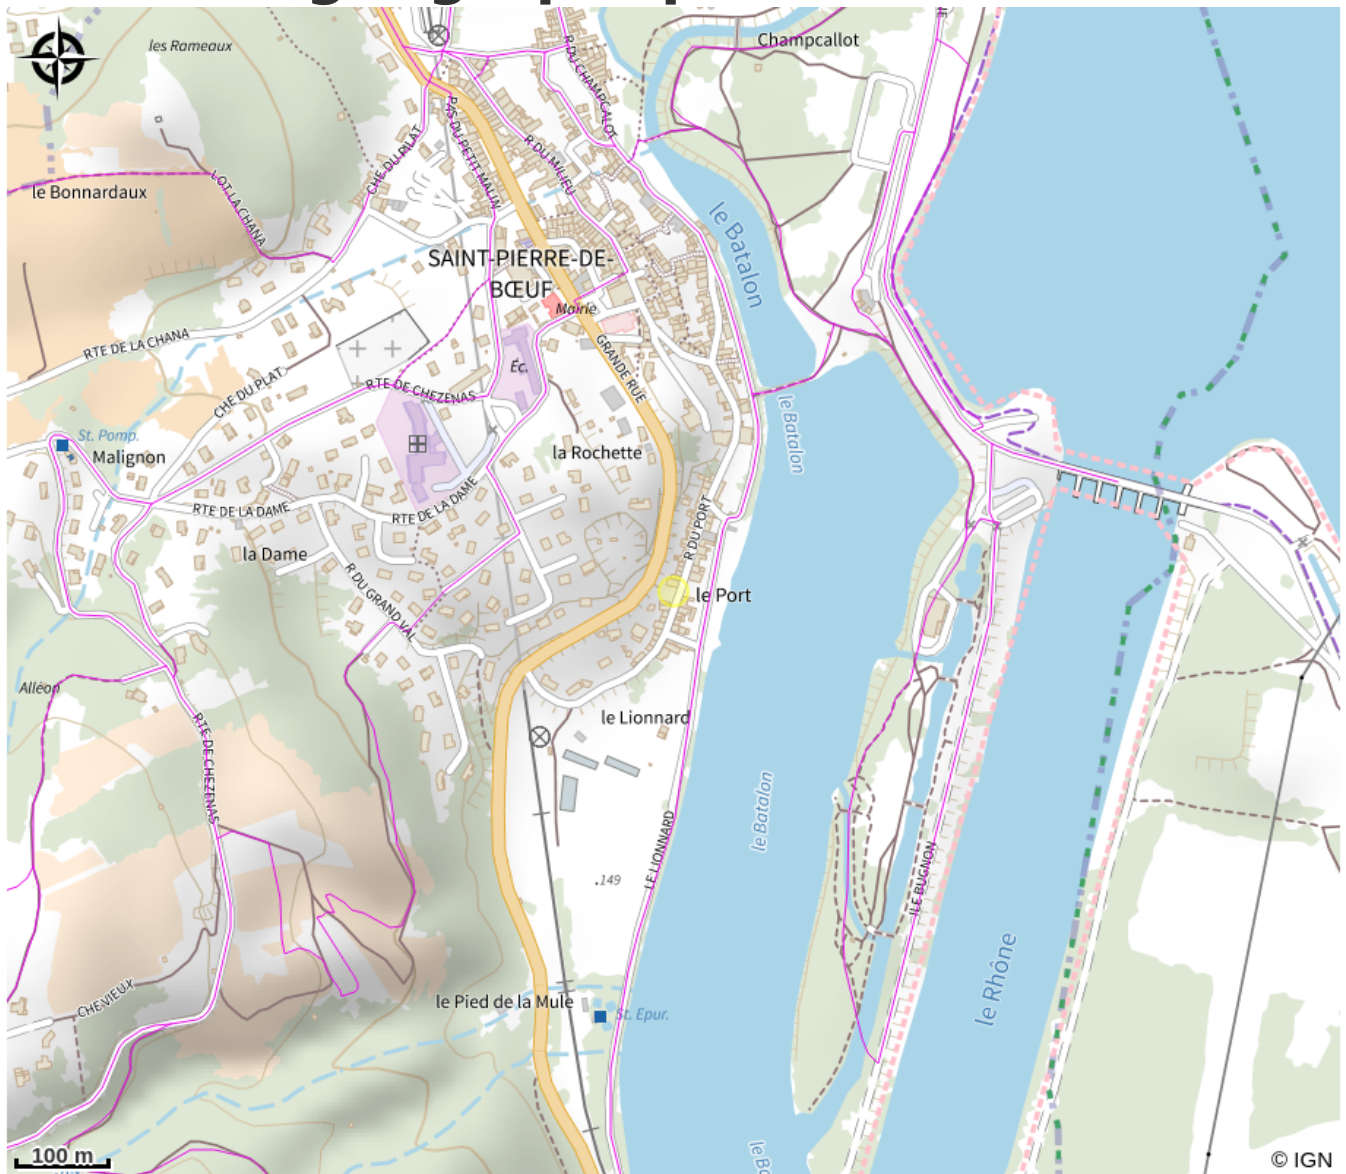 les Rameaux
Champcallot
R DU CHAMPCALOT
PAS DU PETIT MALIN
CHE DU PILAT
R DU MILIEU
le Bonnardaux
LOT LA CHANA
le Batalon
SAINT-PIERRE-DE-
BŒUF
Mairie
RTE DE LA CHANA
GRANDE RUE
Éc.
CHE DU PLAT
RTE DE CHEZENAS
le Batalon
St. Pomp.
Malignon
la Rochette
RTE DE LA DAME
RTE DE LA DAME
R DU PORT
la Dame
R DU GRAND VAL
le Port
Alléon
le Lionnard
RTE DE CHEZENAS
le Batalon
LE LIONNARD
.149
ILE BUGNON
le Rhône
CHE VIEUX
le Pied de la Mule
St. Epur.
100 m
© IGN